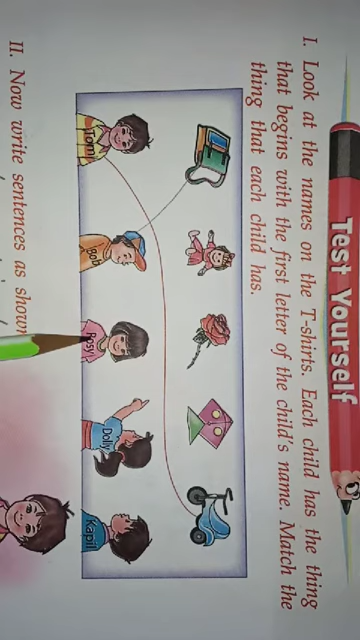 Test Yourself
I. Look at the names on the T-shirts. Each child has the thing
that begins with the first letter of the child's name. Match the
thing that each child has.
Tom
Bob
Rosy
Dolly
Kapil
II. Now write sentences as shown